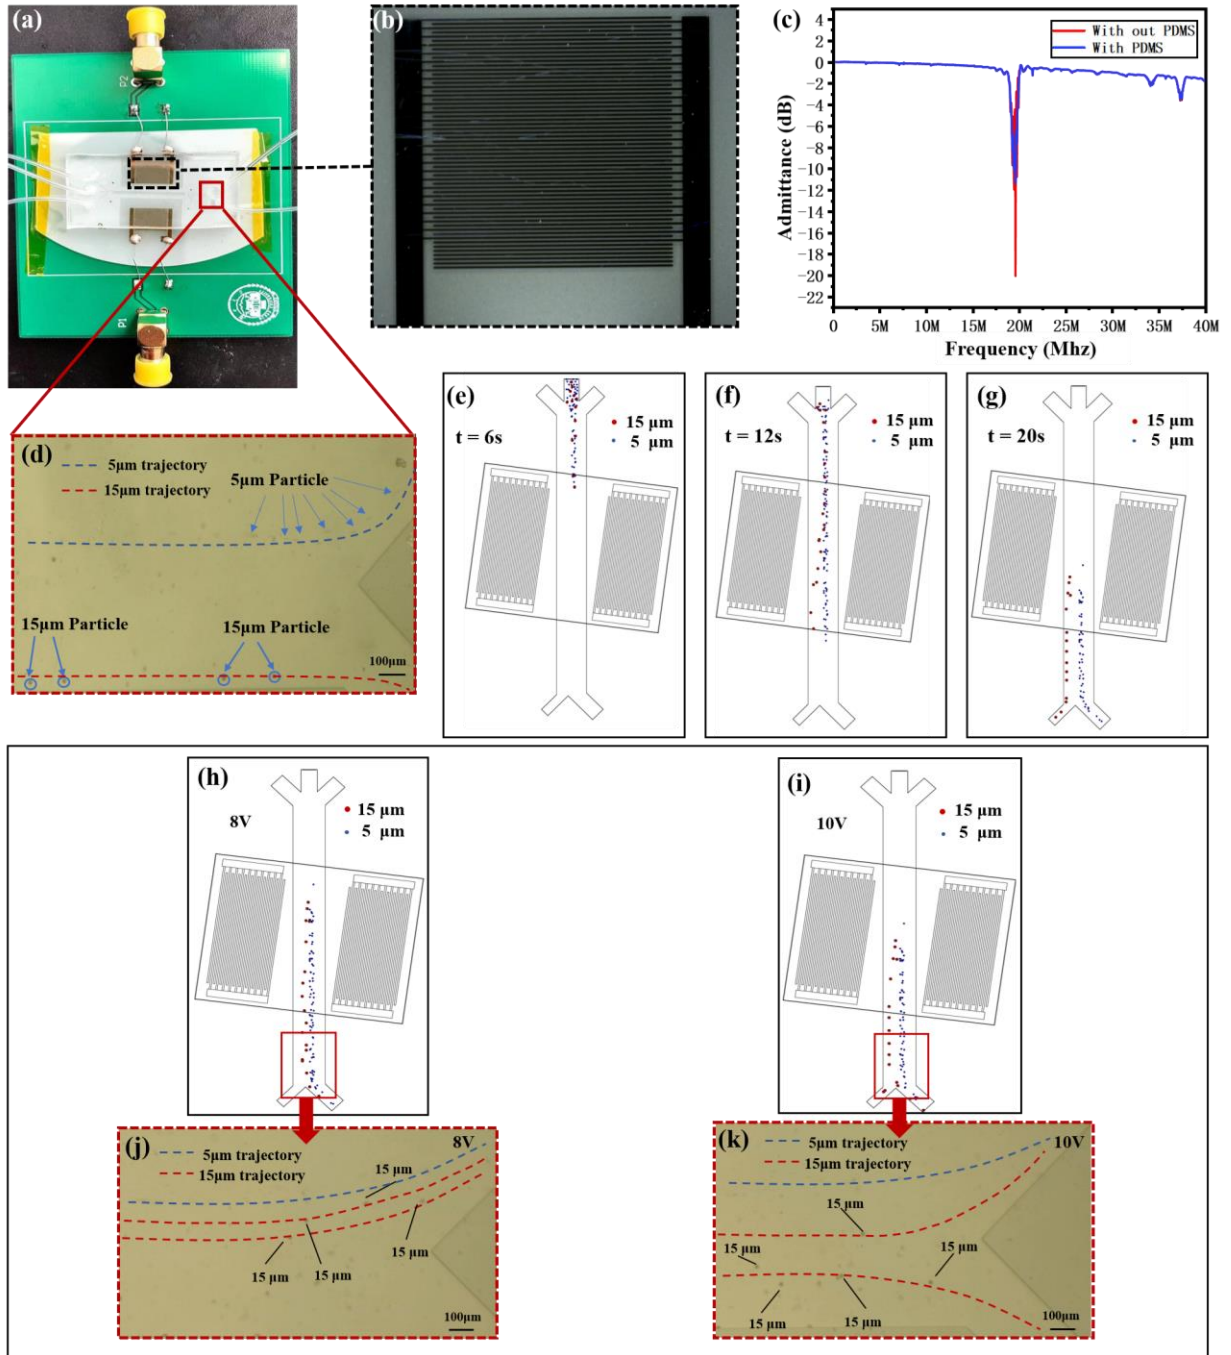 (a)
P2
P1
(b)
(c)
With out PDMS
With PDMS
Admittance (dB)
4
2
0
−2
−4
−6
−8
−10
−12
−14
−16
−18
−20
−22
0 5M 10M 15M 20M 25M 30M 35M 40M
Frequency (Mhz)
(d)
5μm trajectory
15μm trajectory
5μm Particle
15μm Particle
15μm Particle
100μm
(e)
15 μm
5 μm
t = 6s
(f)
15 μm
5 μm
t = 12s
(g)
15 μm
5 μm
t = 20s
(h)
15 μm
5 μm
8V
(i)
15 μm
5 μm
10V
(j)
8V
5μm trajectory
15μm trajectory
15 μm
15 μm
15 μm
15 μm
100μm
(k)
10V
5μm trajectory
15μm trajectory
15 μm
15 μm
15 μm
15 μm
15 μm
100μm